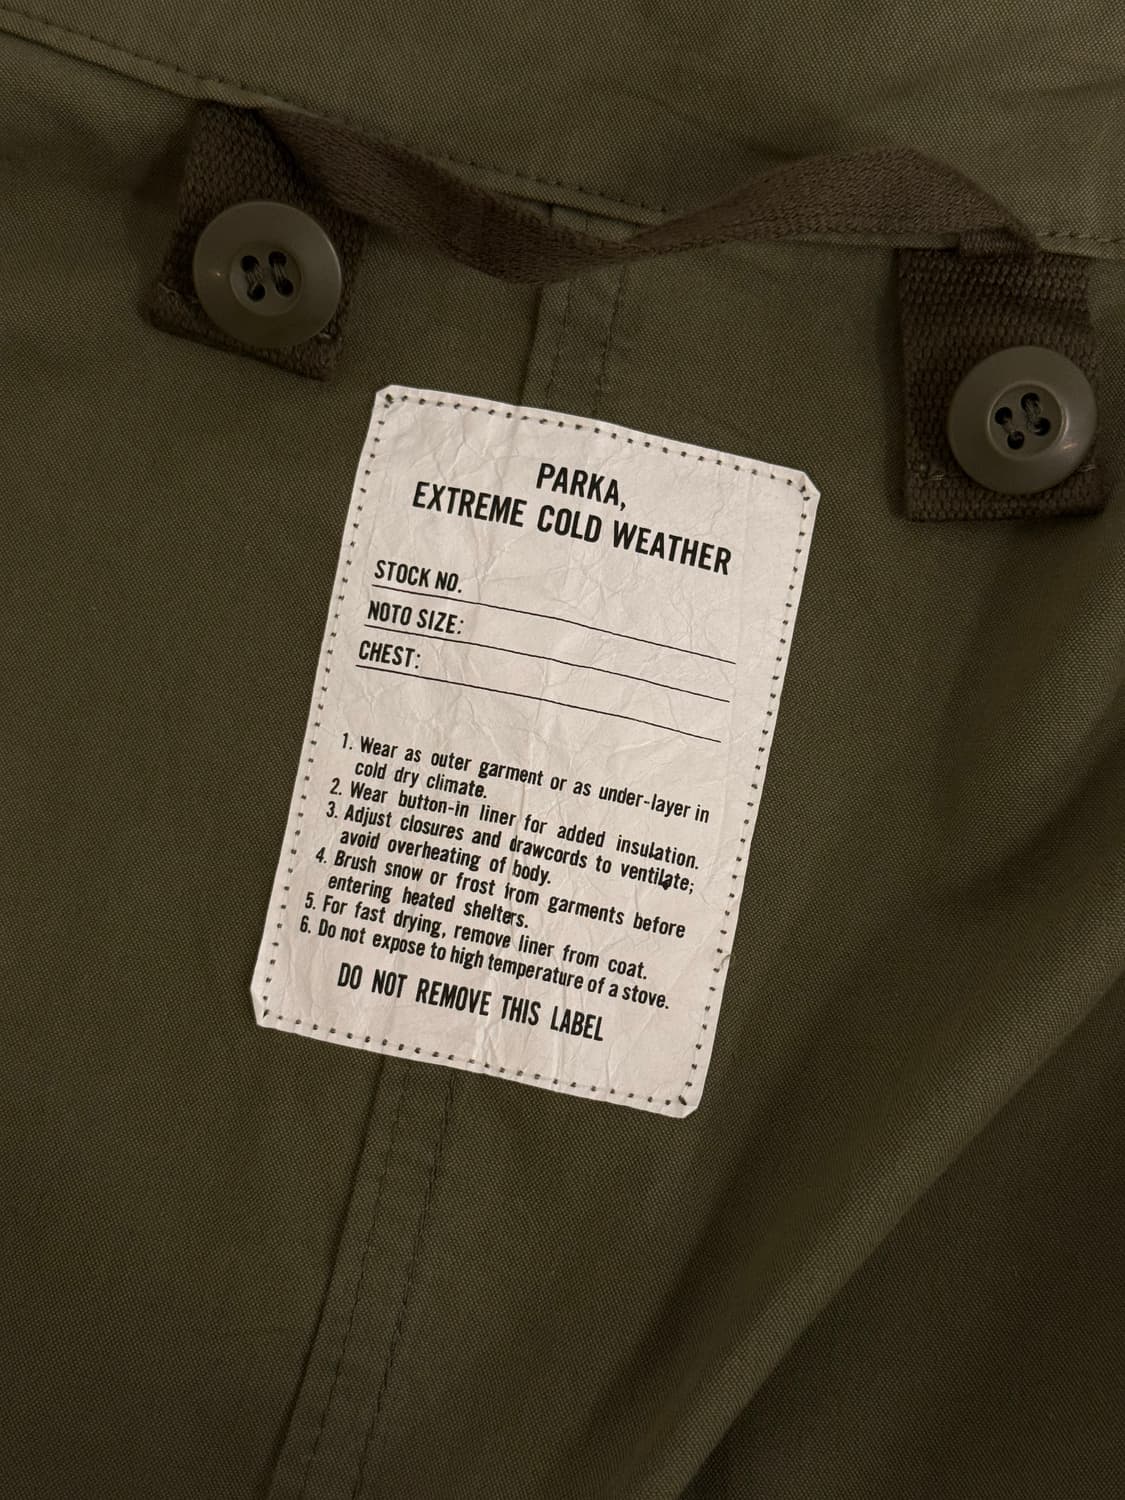 PARKA,
EXTREME COLD WEATHER
STOCK NO.
NOTO SIZE:
CHEST:
1. Wear as outer garment or as under-layer in
cold dry climate.
2. Wear button-in liner for added insulation.
3. Adjust closures and drawcords to ventilate;
avoid overheating of body.
4. Brush snow or frost from garments before
entering heated shelters.
5. For fast drying, remove liner from coat.
6. Do not expose to high temperature of a stove.
DO NOT REMOVE THIS LABEL